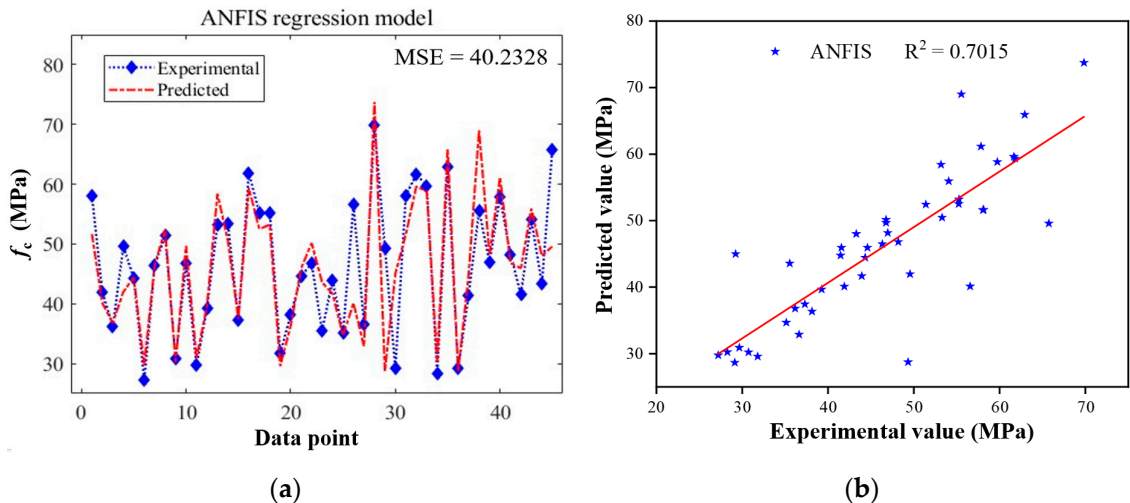 ANFIS regression model
MSE = 40.2328
Experimental
Predicted
f_c (MPa)
80
70
60
50
40
30
0
10
20
30
40
Data point
(a)
ANFIS R² = 0.7015
Predicted value (MPa)
80
70
60
50
40
30
20
20
30
40
50
60
70
Experimental value (MPa)
(b)